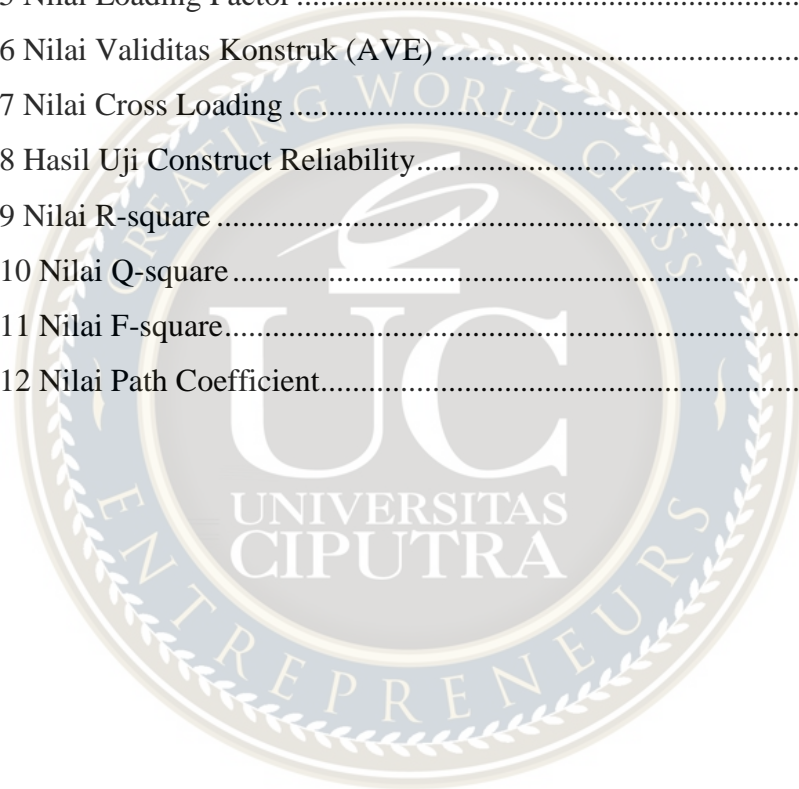 5 Nilai Loading Factor ...............................................................
6 Nilai Validitas Konstruk (AVE) .............................................
7 Nilai Cross Loading ................................................................
8 Hasil Uji Construct Reliability................................................
9 Nilai R-square .........................................................................
10 Nilai Q-square.......................................................................
11 Nilai F-square........................................................................
12 Nilai Path Coefficient............................................................
CREATING WORLD CLASS
UC
UNIVERSITAS
CIPUTRA
ENTREPRENEURS